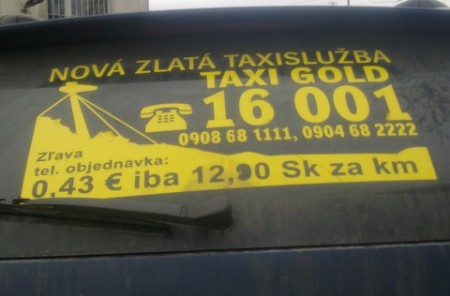 NOVÁ ZLATÁ TAXISLUŽBA
TAXI GOLD
16 001
0908 68 1111, 0904 68 2222
Zľava
tel. objednávka:
0,43 € iba 12,90 Sk za km